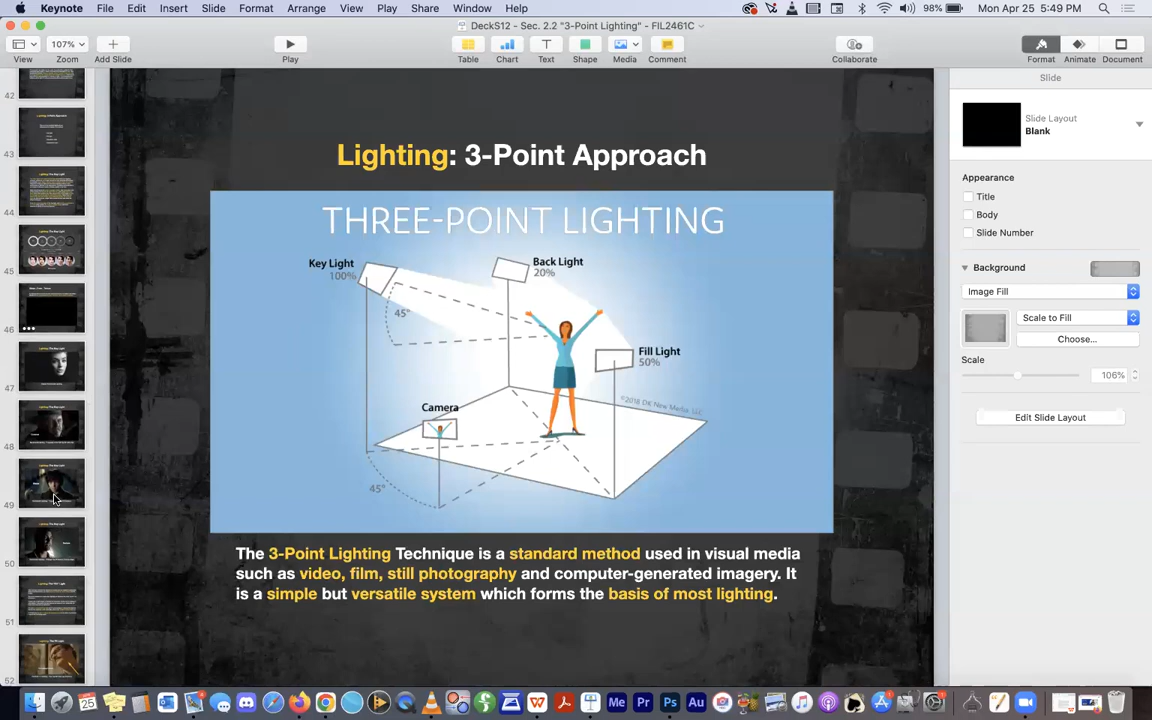 Keynote File Edit Insert Slide Format Arrange View Play Share Window Help 98% Mon Apr 25 5:49 PM
DeckS12 - Sec. 2.2 "3-Point Lighting" - FIL2461C
107%
View Zoom Add Slide Play Table Chart Text Shape Media Comment Collaborate Format Animate Document
Slide
Slide Layout
Blank
Appearance
Title
Body
Slide Number
Background
Image Fill
Scale to Fill
Choose...
Scale
106%
Edit Slide Layout
42
43
44
45
46
47
48
49
50
51
52
Lighting: 3-Point Approach
THREE-POINT LIGHTING
Key Light
100%
Back Light
20%
45°
Fill Light
50%
Camera
©2018 DK New Media, LLC
45°
The 3-Point Lighting Technique is a standard method used in visual media
such as video, film, still photography and computer-generated imagery. It
is a simple but versatile system which forms the basis of most lighting.
APR
25
W
Me
Pr
Ps
Au